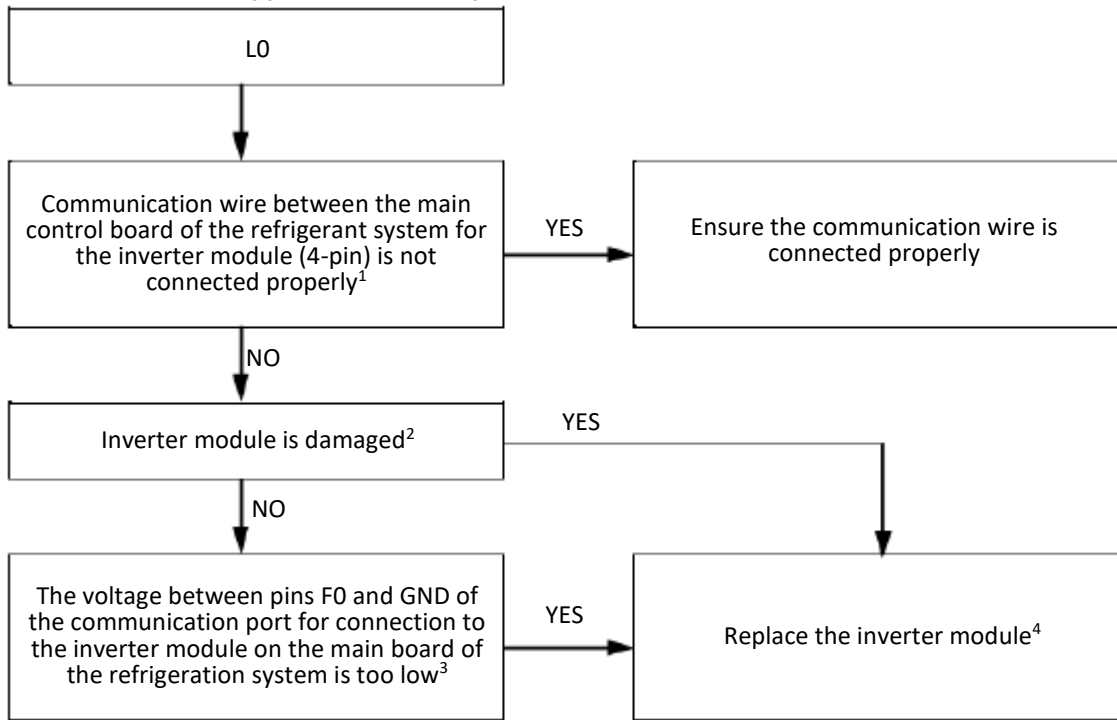 L0
Communication wire between the main
control board of the refrigerant system for
the inverter module (4-pin) is not
connected properly1
YES
Ensure the communication wire is
connected properly
NO
Inverter module is damaged2
YES
NO
The voltage between pins F0 and GND of
the communication port for connection to
the inverter module on the main board of
the refrigeration system is too low3
YES
Replace the inverter module4